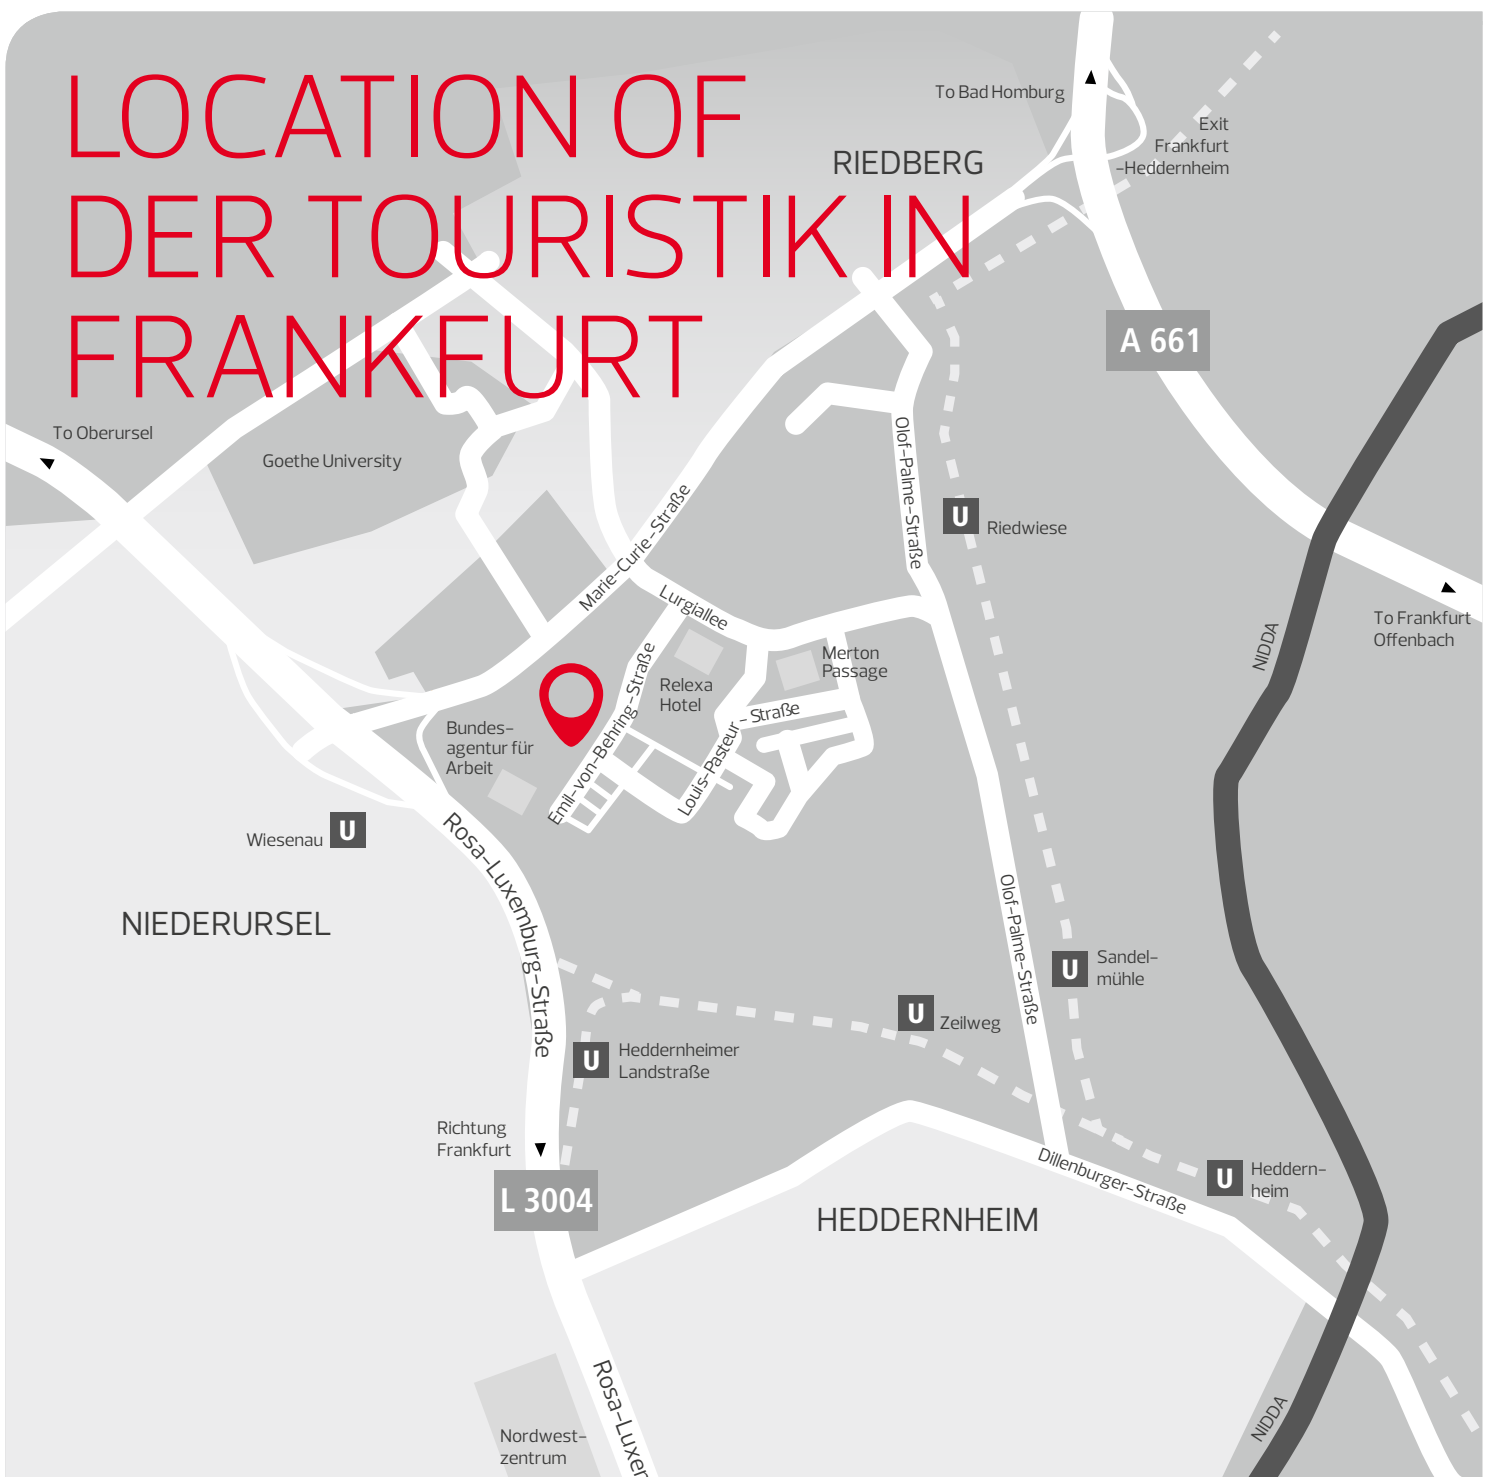 LOCATION OF
DER TOURISTIK IN
FRANKFURT
To Bad Homburg
Exit
Frankfurt
-Heddernheim
RIEDBERG
A 661
To Oberursel
Goethe University
Marie-Curie-Straße
Olof-Palme-Straße
U
Riedwiese
Lurgiallee
To Frankfurt
Offenbach
NIDDA
Merton
Passage
Relexa
Hotel
Emil-von-Behring-Straße
Louis-Pasteur-Straße
Bundes-
agentur für
Arbeit
Wiesenau
U
Rosa-Luxemburg-Straße
NIEDERURSEL
Olof-Palme-Straße
U
Sandel-
mühle
U
Zeilweg
U
Heddernheimer
Landstraße
Richtung
Frankfurt
L 3004
Dillenburger-Straße
U
Heddern-
heim
HEDDERNHEIM
Rosa-Luxer
NIDDA
Nordwest-
zentrum